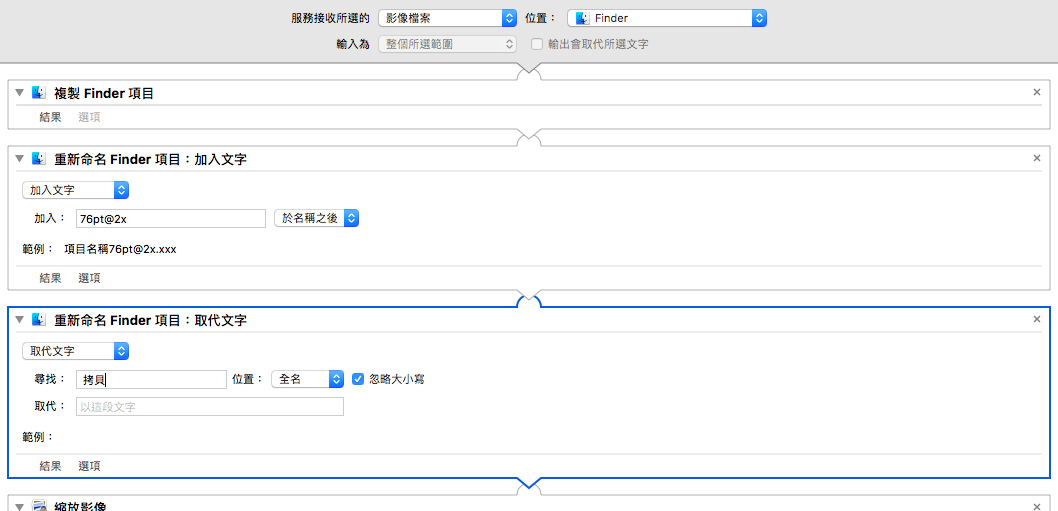 服務接收所選的 影像檔案 位置： Finder
輸入為 整個所選範圍 輸出會取代所選文字
複製 Finder 項目
結果 選項
重新命名 Finder 項目：加入文字
加入文字
加入： 76pt@2x 於名稱之後
範例： 項目名稱76pt@2x.xxx
結果 選項
重新命名 Finder 項目：取代文字
取代文字
尋找： 拷貝 位置： 全名 忽略大小寫
取代： 以這段文字
範例：
結果 選項
縮放影像